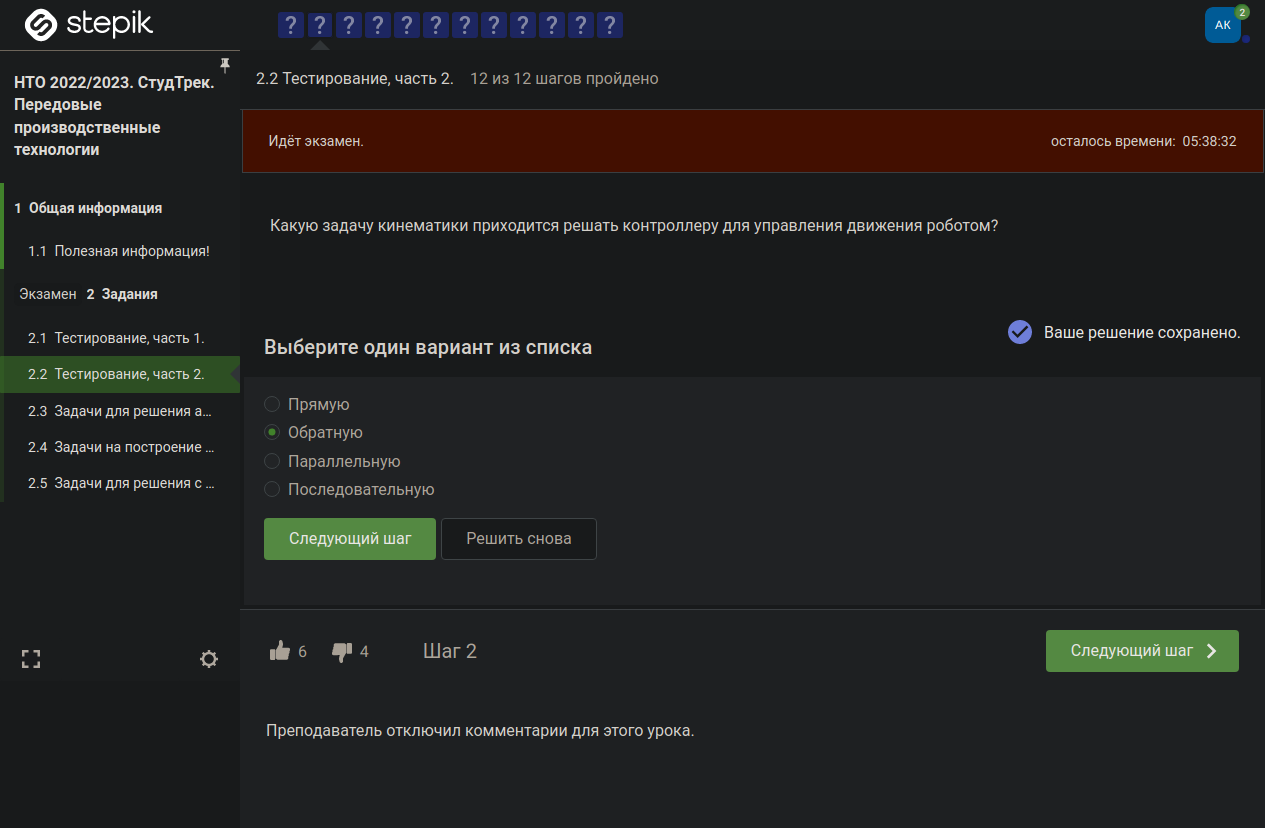 stepik
? ? ? ? ? ? ? ? ? ? ? ?
АК
2
НТО 2022/2023. СтудТрек.
Передовые
производственные
технологии
1 Общая информация
1.1 Полезная информация!
Экзамен 2 Задания
2.1 Тестирование, часть 1.
2.2 Тестирование, часть 2.
2.3 Задачи для решения а...
2.4 Задачи на построение ...
2.5 Задачи для решения с ...
2.2 Тестирование, часть 2. 12 из 12 шагов пройдено
Идёт экзамен. осталось времени: 05:38:32
Какую задачу кинематики приходится решать контроллеру для управления движения роботом?
Ваше решение сохранено.
Выберите один вариант из списка
Прямую
Обратную
Параллельную
Последовательную
Следующий шаг Решить снова
6 4 Шаг 2 Следующий шаг
Преподаватель отключил комментарии для этого урока.